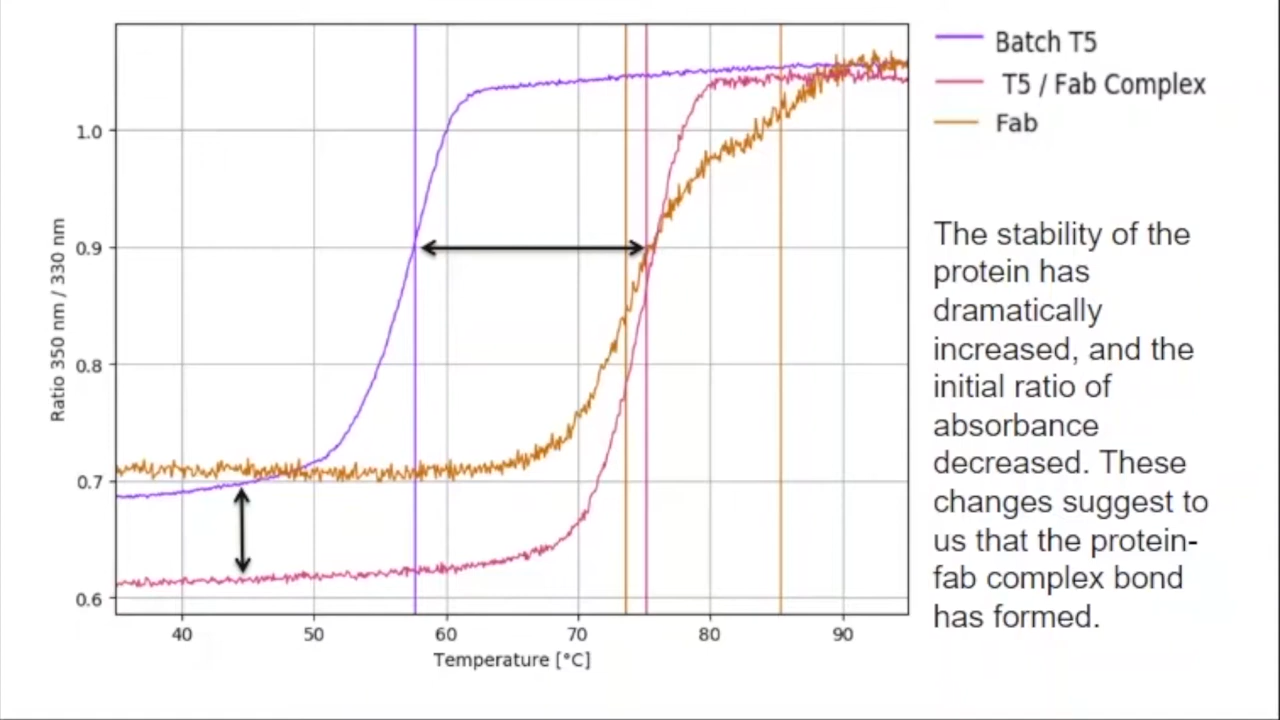 Batch T5
T5 / Fab Complex
Fab
Ratio 350 nm / 330 nm
1.0
0.9
0.8
0.7
0.6
40 50 60 70 80 90
Temperature [°C]
The stability of the
protein has
dramatically
increased, and the
initial ratio of
absorbance
decreased. These
changes suggest to
us that the protein-
fab complex bond
has formed.